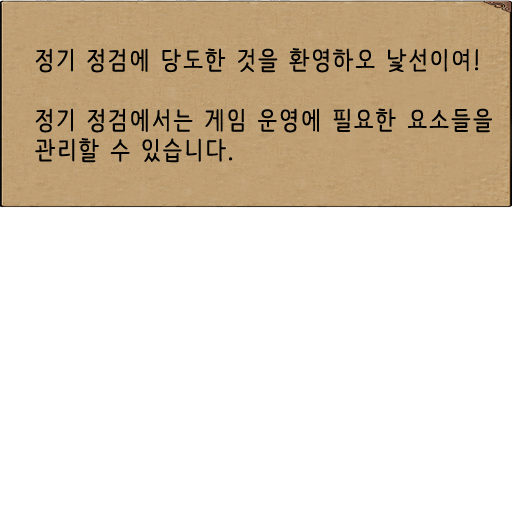 정기 점검에 당도한 것을 환영하오 낯선이여!
정기 점검에서는 게임 운영에 필요한 요소들을
관리할 수 있습니다.